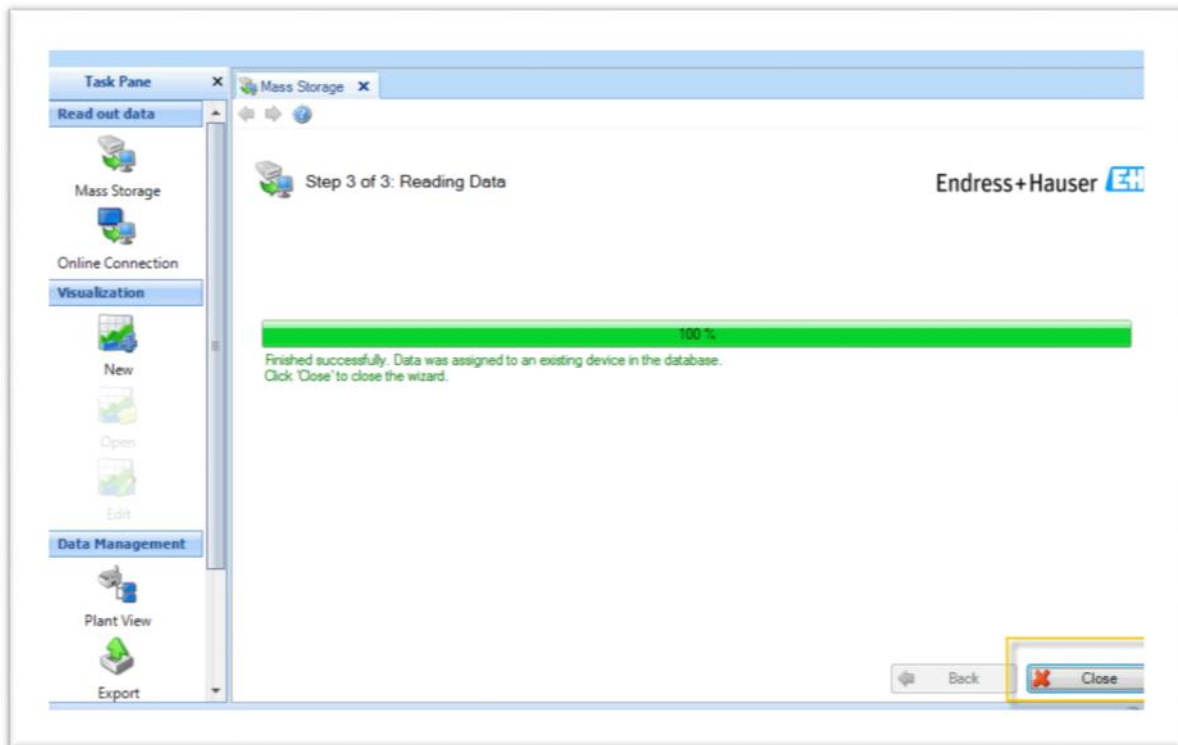 Task Pane
Mass Storage
Read out data
Mass Storage
Online Connection
Visualization
New
Open
Edit
Data Management
Plant View
Export
Step 3 of 3: Reading Data
Endress+Hauser EH
100 %
Finished successfully. Data was assigned to an existing device in the database.
Click 'Close' to close the wizard.
Back
Close